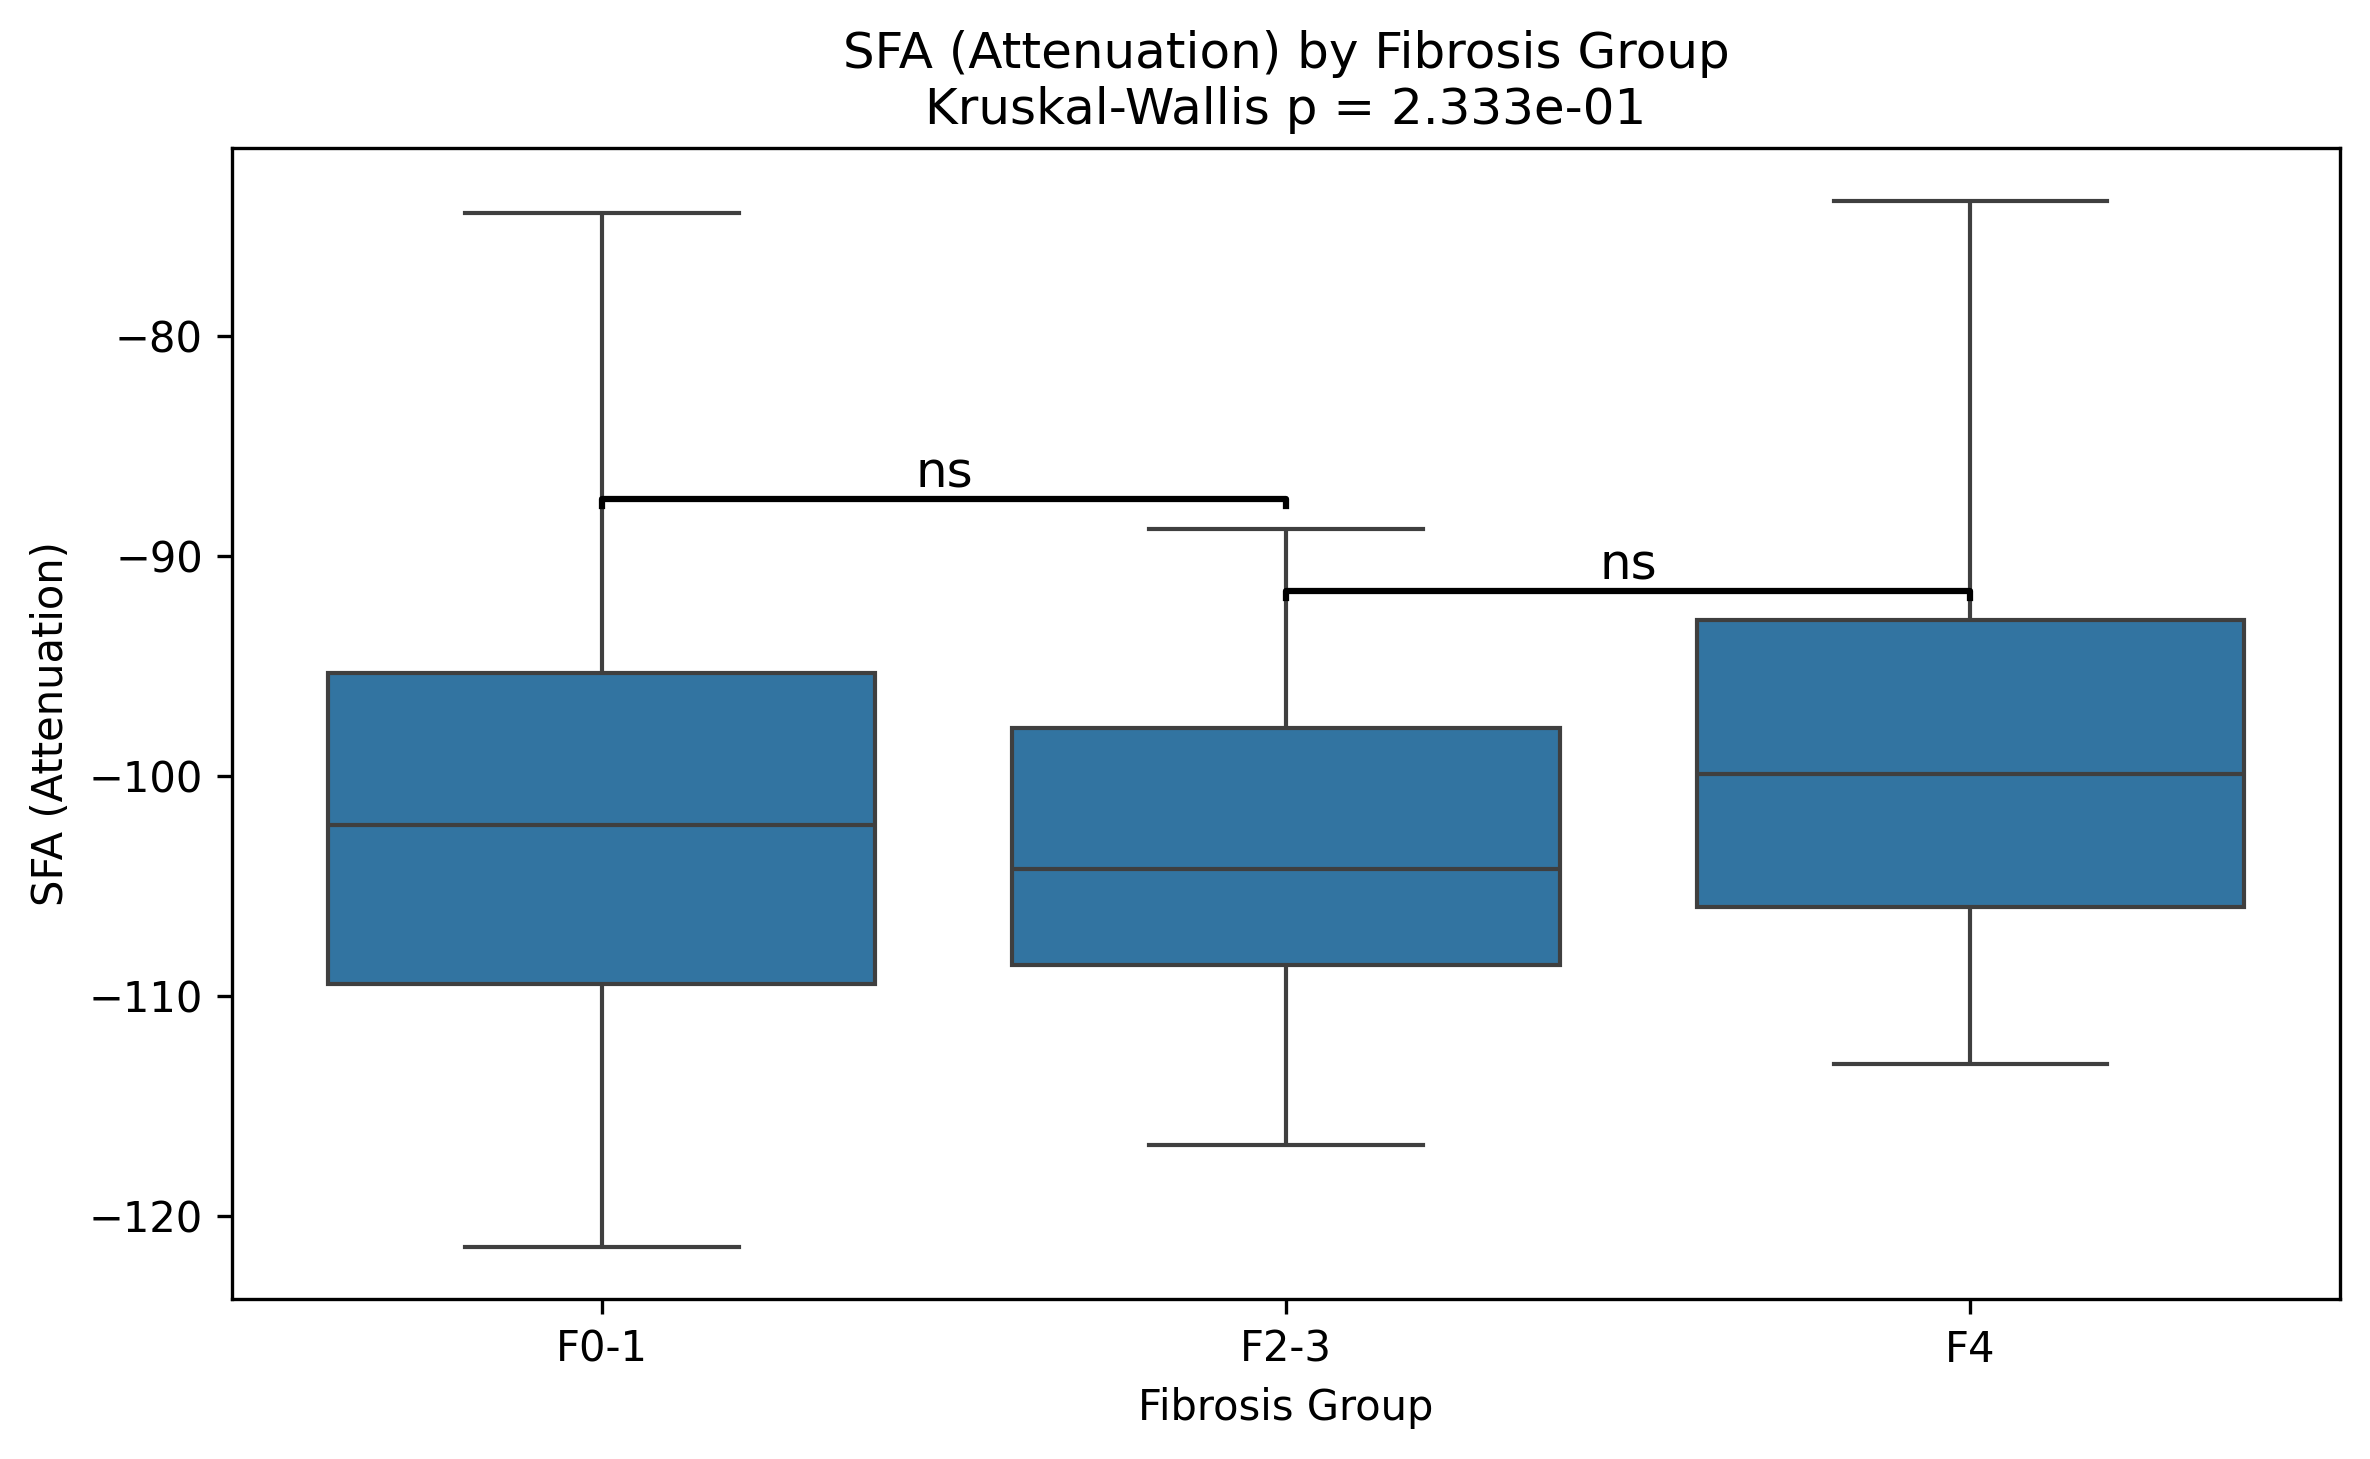 SFA (Attenuation) by Fibrosis Group
Kruskal-Wallis p = 2.333e-01
SFA (Attenuation)
−80
−90
−100
−110
−120
ns
ns
F0-1
F2-3
F4
Fibrosis Group